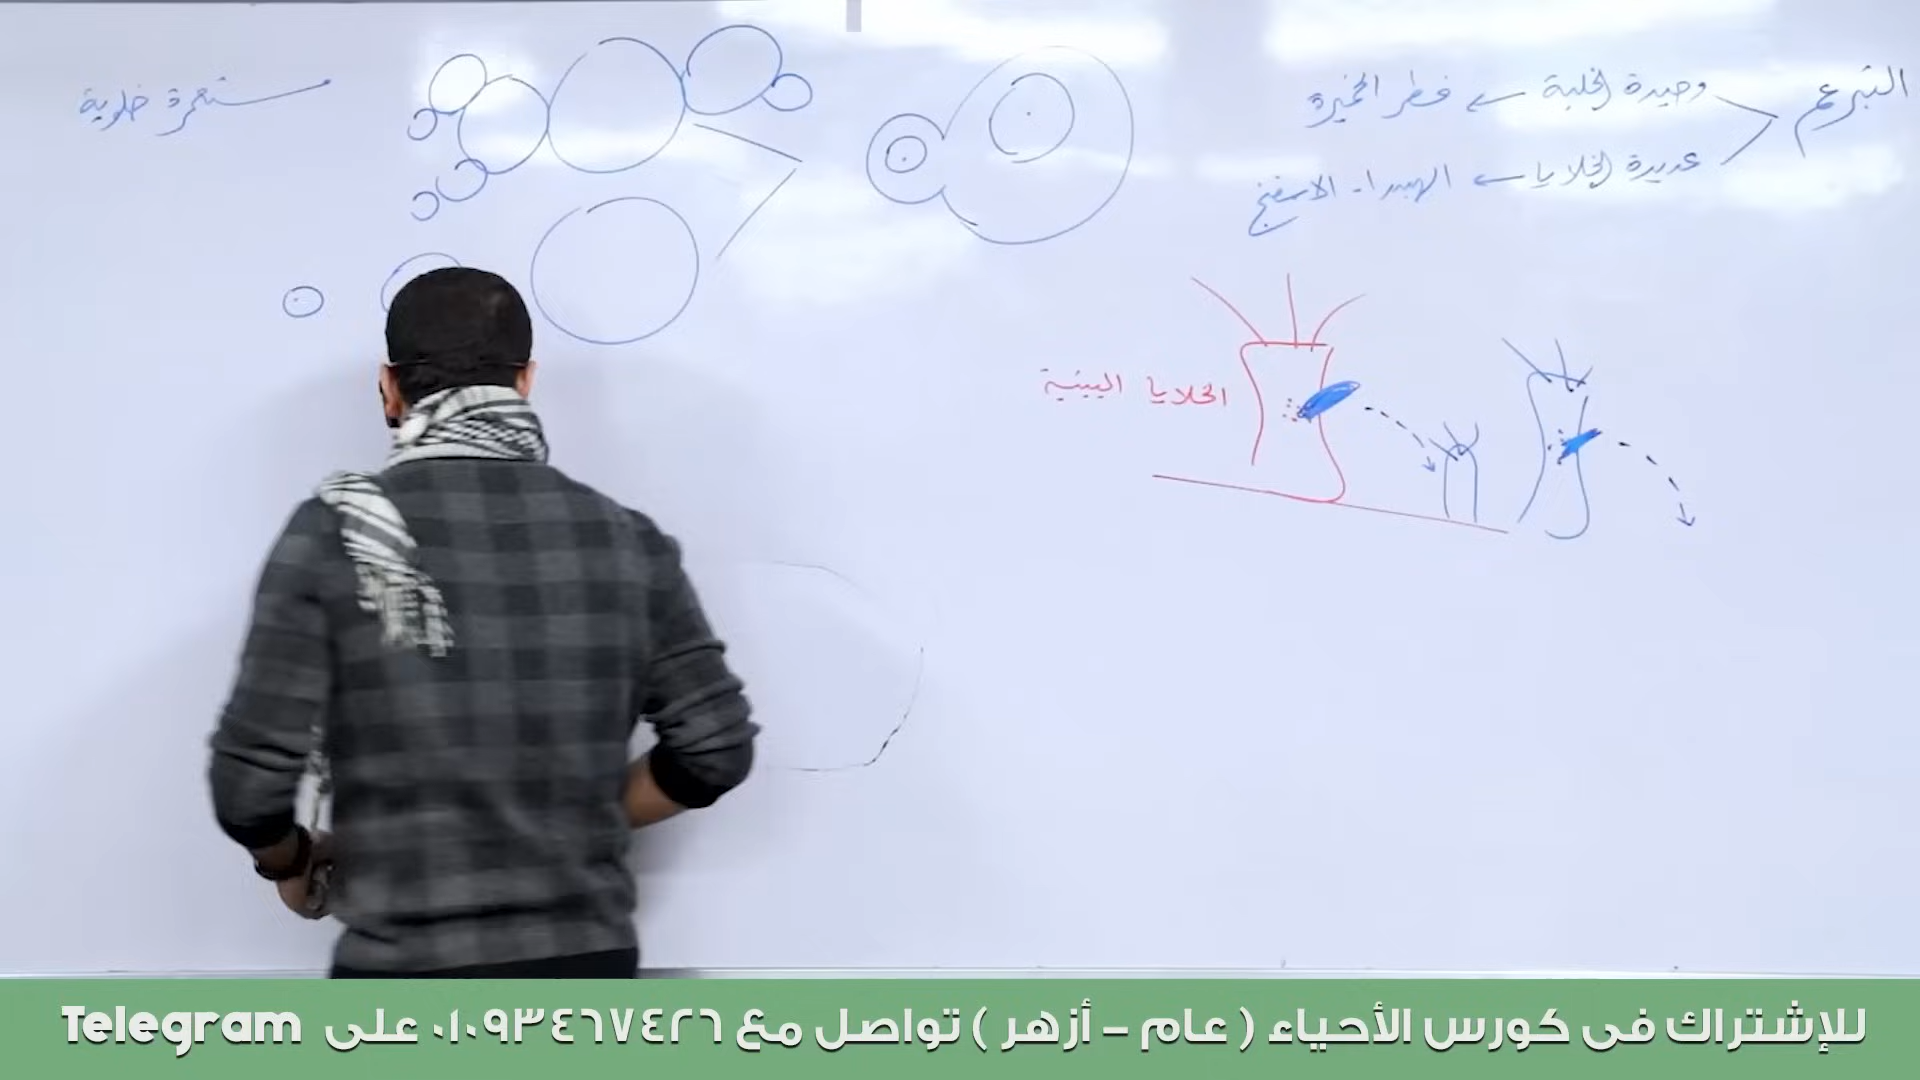 التبرعم
وحيدة الخلية ← فطر الخميرة
عديدة الخلايا ← الهيدرا - الاسفنج
مستعمرة خلوية
الخلايا البينية
للإشتراك فى كورس الأحياء ( عام - أزهر ) تواصل مع ٠١٠٩٣٤٦٧٤٢٦ على Telegram